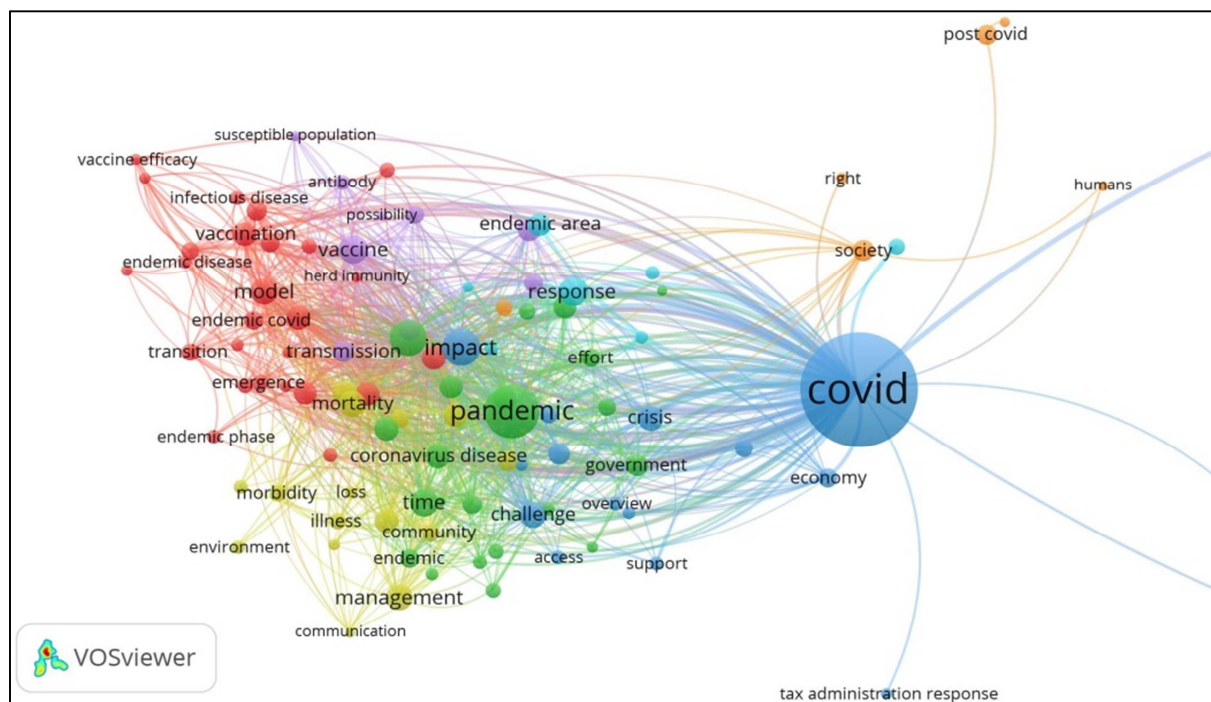 post covid
susceptible population
vaccine efficacy
antibody
right
humans
infectious disease
possibility
endemic area
vaccination
vaccine
society
endemic disease
herd immunity
model
response
endemic covid
transition
transmission
impact
effort
emergence
covid
mortality
pandemic
crisis
endemic phase
coronavirus disease
government
economy
morbidity
loss
time
overview
illness
challenge
community
environment
endemic
access
support
management
communication
VOSviewer
tax administration response